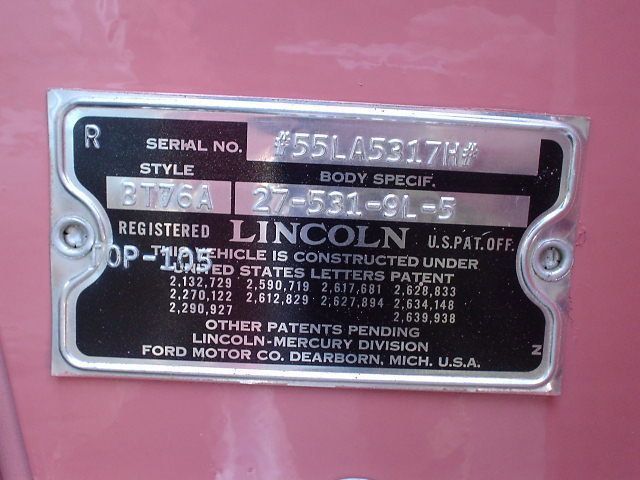 R SERIAL NO. #55LA5317H#
STYLE BODY SPECIF.
BT76A 27-531-9L-5
REGISTERED LINCOLN U.S.PAT.OFF.
THIS VEHICLE IS CONSTRUCTED UNDER
TOP-105
UNITED STATES LETTERS PATENT
2,132,729 2,590,719 2,617,681 2,628,833
2,270,122 2,612,829 2,627,894 2,634,148
2,290,927 2,639,938
OTHER PATENTS PENDING
LINCOLN-MERCURY DIVISION
FORD MOTOR CO. DEARBORN, MICH. U.S.A.
N